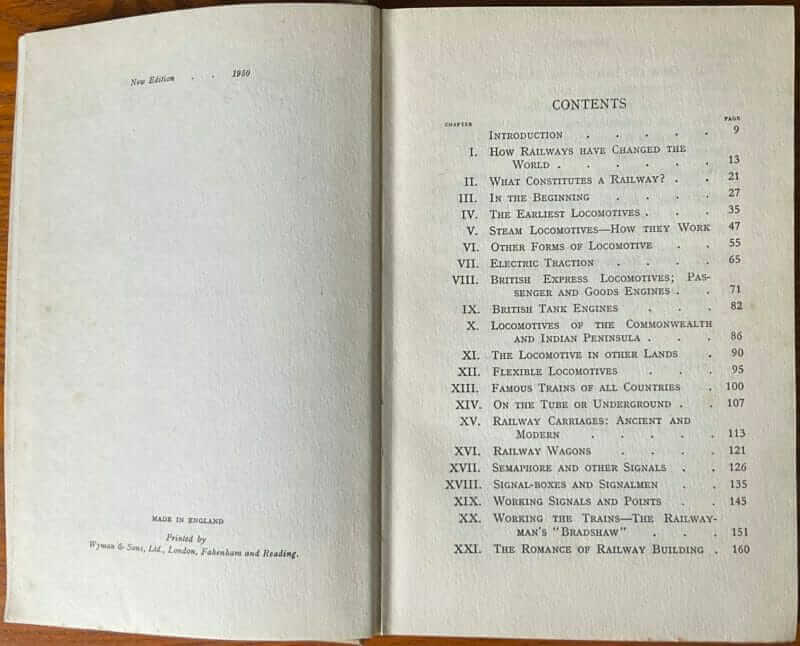 New Edition . . 1950
MADE IN ENGLAND
Printed by
Wyman & Sons, Ltd., London, Fakenham and Reading.
CONTENTS
CHAPTER PAGE
INTRODUCTION . . . . . 9
I. HOW RAILWAYS HAVE CHANGED THE
WORLD . . . . . . 13
II. WHAT CONSTITUTES A RAILWAY? . . 21
III. IN THE BEGINNING . . . . 27
IV. THE EARLIEST LOCOMOTIVES . . . 35
V. STEAM LOCOMOTIVES—HOW THEY WORK 47
VI. OTHER FORMS OF LOCOMOTIVE . . 55
VII. ELECTRIC TRACTION . . . . 65
VIII. BRITISH EXPRESS LOCOMOTIVES; PAS-
SENGER AND GOODS ENGINES . . 71
IX. BRITISH TANK ENGINES . . . 82
X. LOCOMOTIVES OF THE COMMONWEALTH
AND INDIAN PENINSULA . . . 86
XI. THE LOCOMOTIVE IN OTHER LANDS . 90
XII. FLEXIBLE LOCOMOTIVES . . . 95
XIII. FAMOUS TRAINS OF ALL COUNTRIES . 100
XIV. ON THE TUBE OR UNDERGROUND . . 107
XV. RAILWAY CARRIAGES: ANCIENT AND
MODERN . . . . . 113
XVI. RAILWAY WAGONS . . . . 121
XVII. SEMAPHORE AND OTHER SIGNALS . . 126
XVIII. SIGNAL-BOXES AND SIGNALMEN . . 135
XIX. WORKING SIGNALS AND POINTS . . 145
XX. WORKING THE TRAINS—THE RAILWAY-
MAN'S "BRADSHAW" . . . 151
XXI. THE ROMANCE OF RAILWAY BUILDING . 160